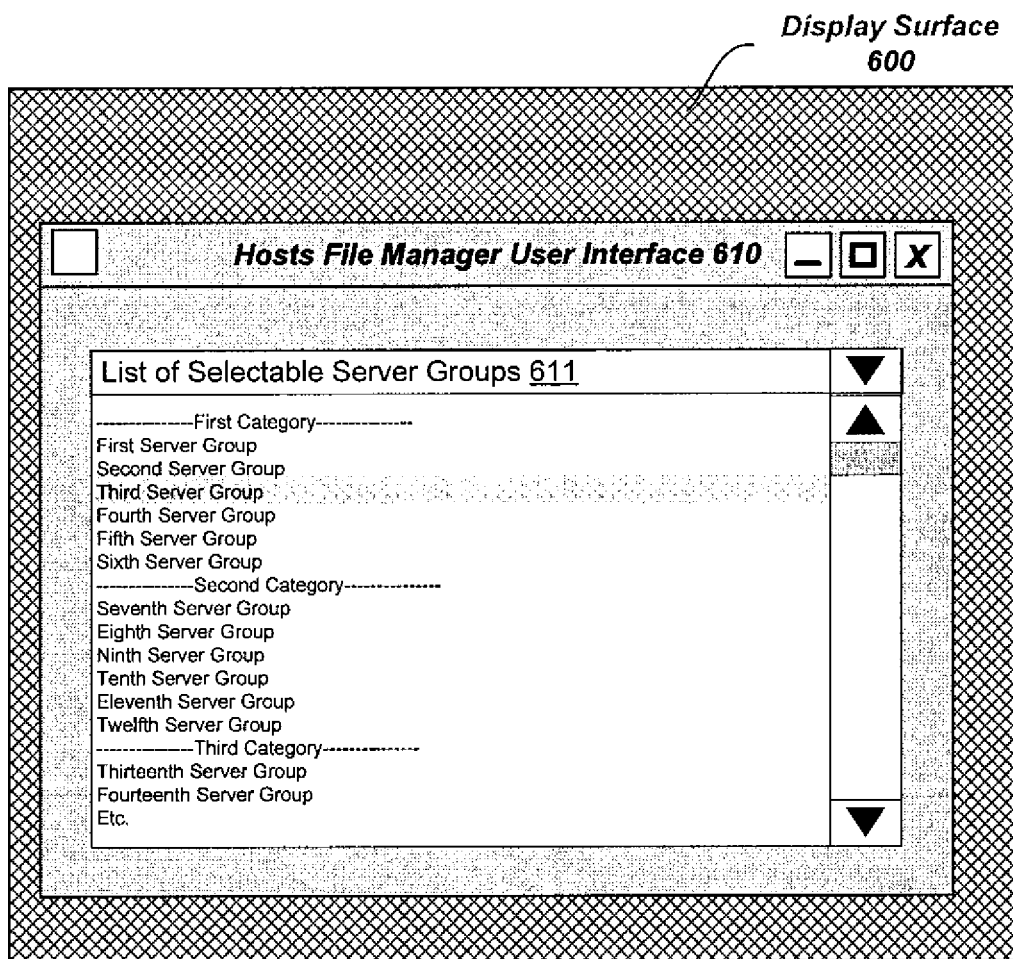 Display Surface
600
Hosts File Manager User Interface 610
X
List of Selectable Server Groups 611
---------------First Category---------------
First Server Group
Second Server Group
Third Server Group
Fourth Server Group
Fifth Server Group
Sixth Server Group
---------------Second Category---------------
Seventh Server Group
Eighth Server Group
Ninth Server Group
Tenth Server Group
Eleventh Server Group
Twelfth Server Group
---------------Third Category---------------
Thirteenth Server Group
Fourteenth Server Group
Etc.